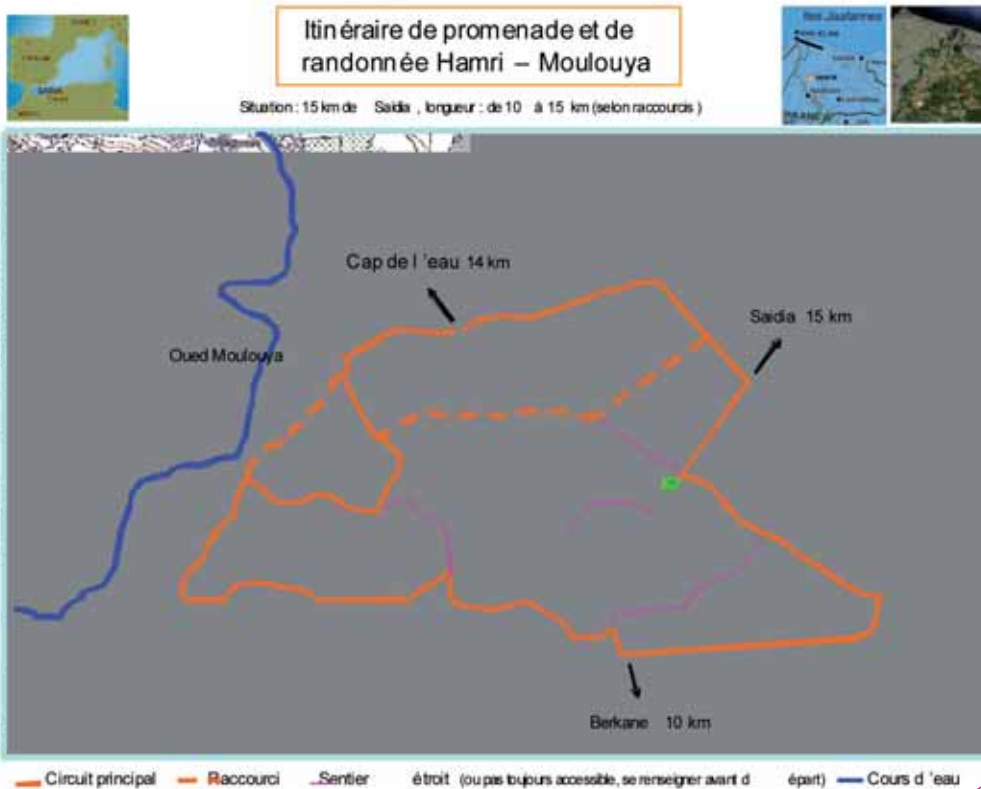 Itinéraire de promenade et de
randonnée Hamri – Moulouya
Situation : 15 km de Saidia , longueur : de 10 à 15 km (selon raccourcis )
Cap de l 'eau 14 km
Saidia 15 km
Oued Moulouya
Berkane 10 km
Circuit principal Raccourci Sentier étroit (ou pas toujours accessible, se renseigner avant d épart) Cours d 'eau